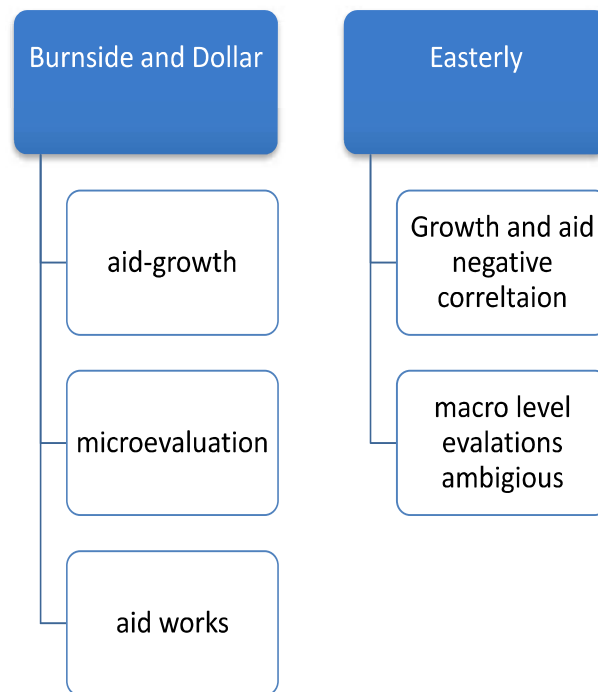 Burnside and Dollar
aid-growth
microevaluation
aid works
Easterly
Growth and aid
negative
correltaion
macro level
evalations
ambigious